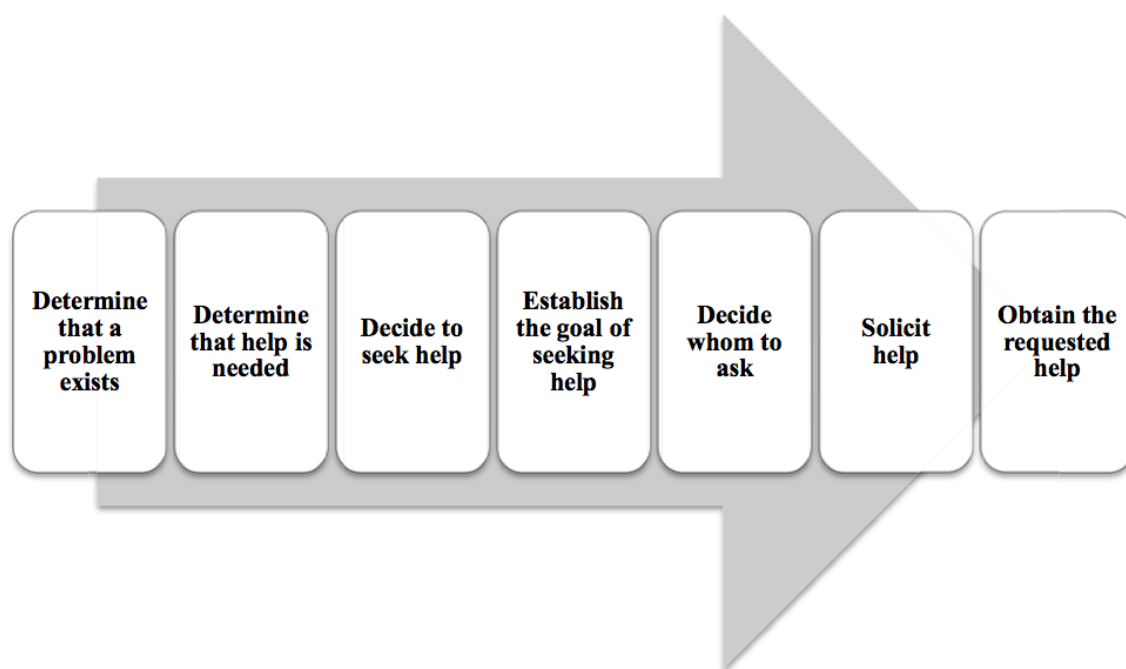 Determine
that a
problem
exists
Determine
that help is
needed
Decide to
seek help
Establish
the goal of
seeking
help
Decide
whom to
ask
Solicit
help
Obtain the
requested
help